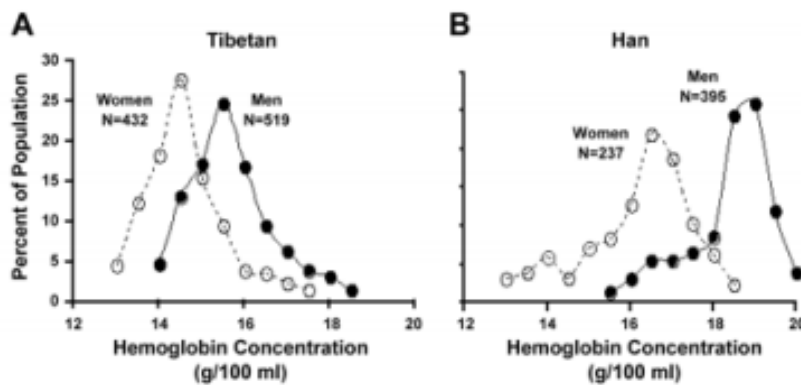 A
Tibetan
30
25
20
15
10
5
0
Percent of Population
Women
N=432
Men
N=519
12 14 16 18 20
Hemoglobin Concentration
(g/100 ml)
B
Han
Men
N=395
Women
N=237
12 14 16 18 20
Hemoglobin Concentration
(g/100 ml)